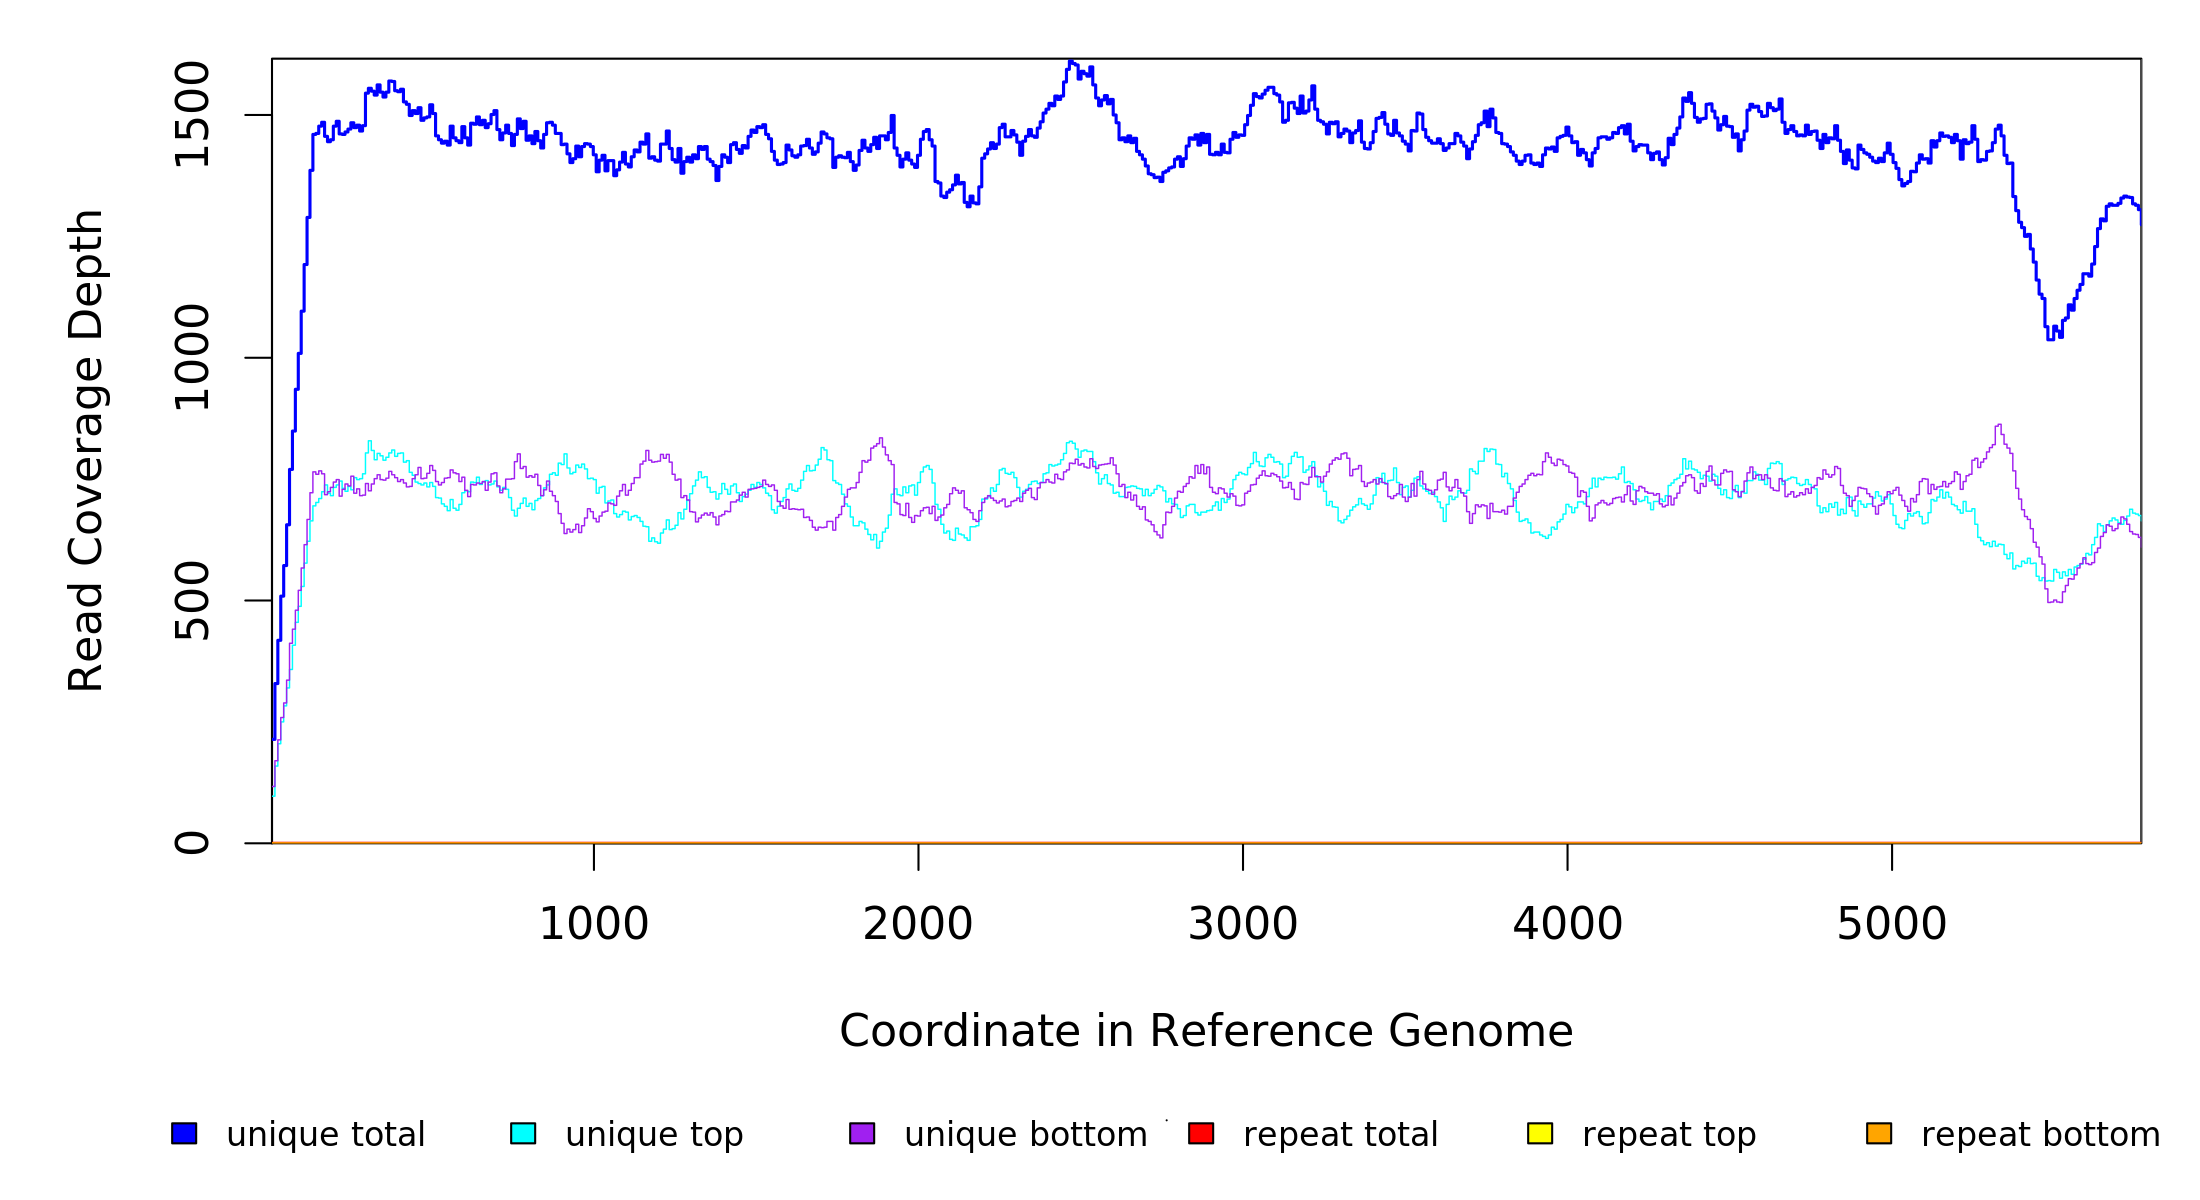 Read Coverage Depth
1500
1000
500
0
1000 2000 3000 4000 5000
Coordinate in Reference Genome
unique total unique top unique bottom repeat total repeat top repeat bottom